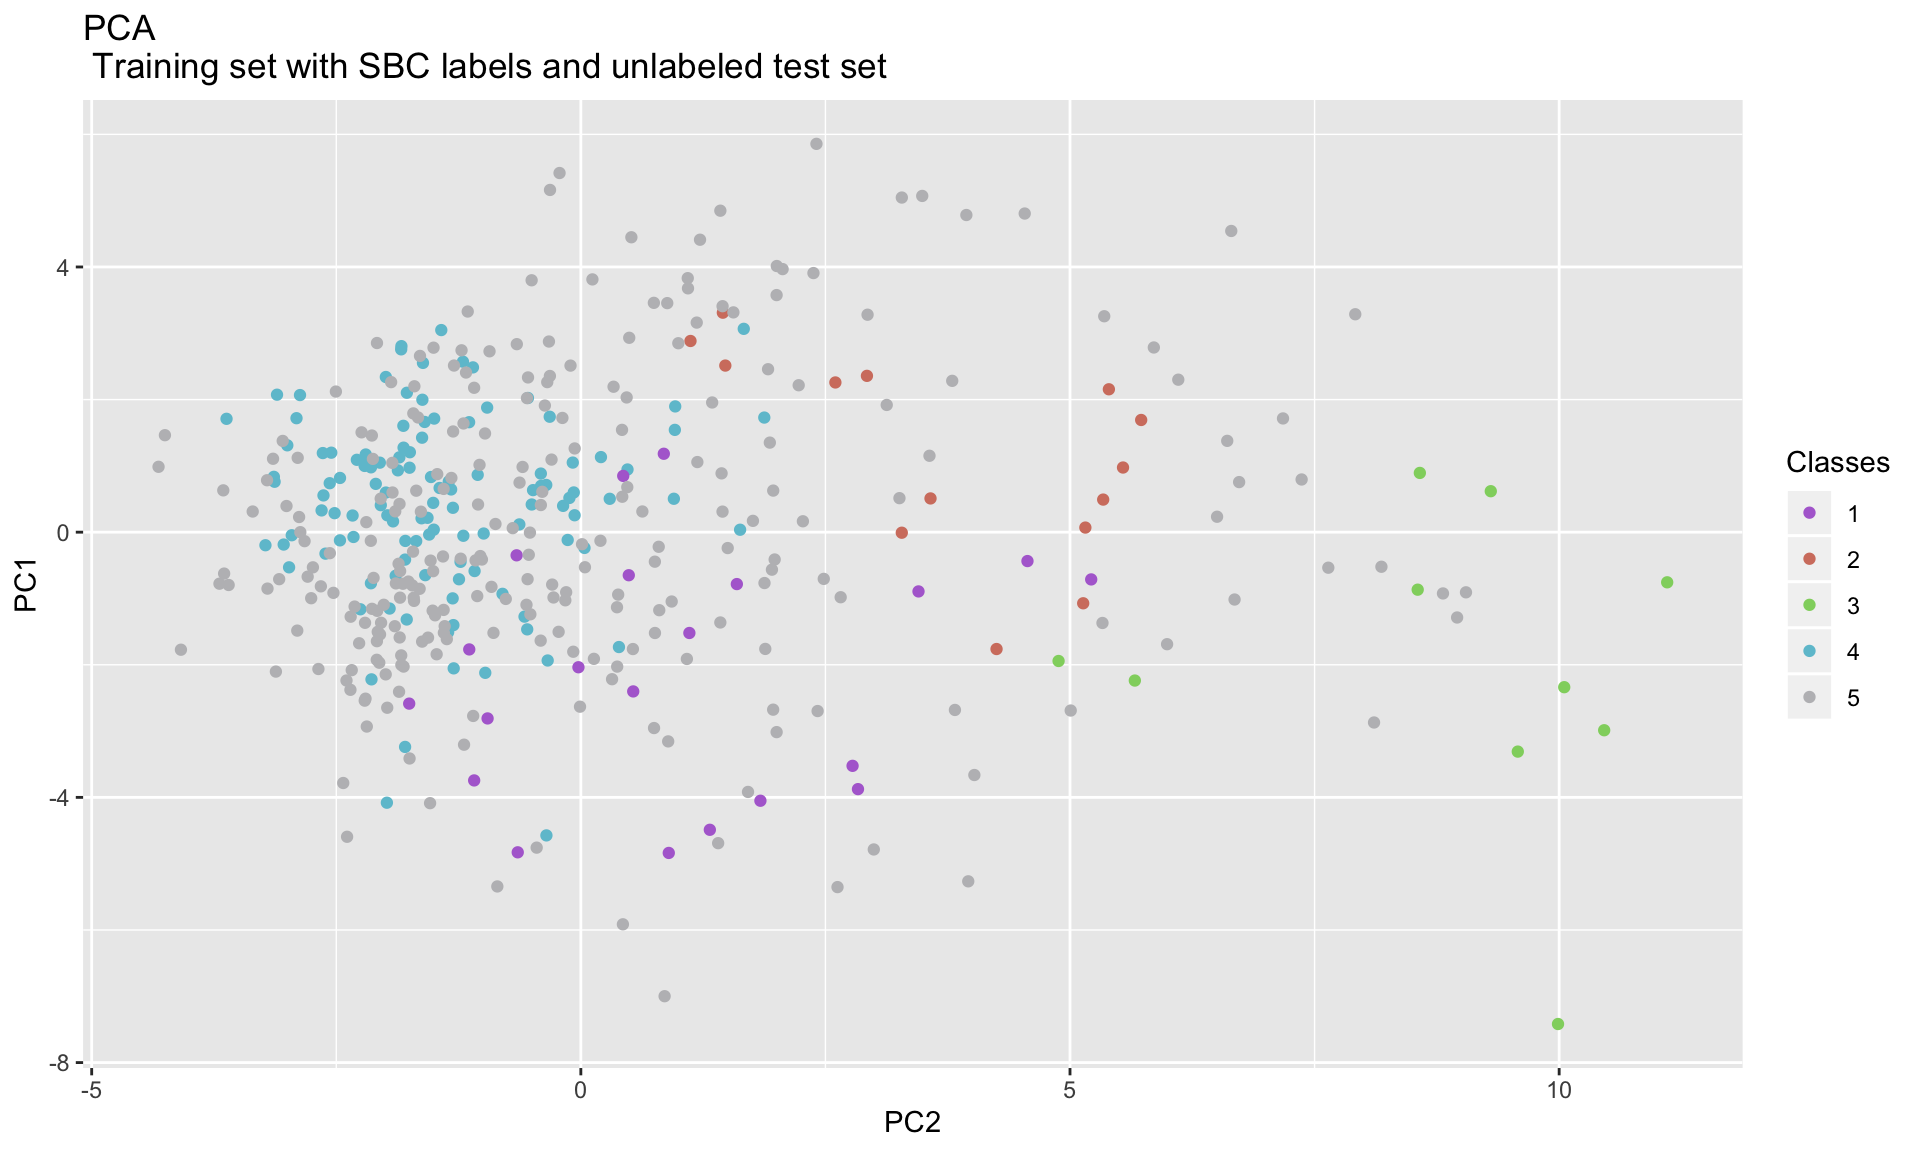 PCA
Training set with SBC labels and unlabeled test set
PC1
4
0
-4
-8
-5
0
5
10
PC2
Classes
1
2
3
4
5